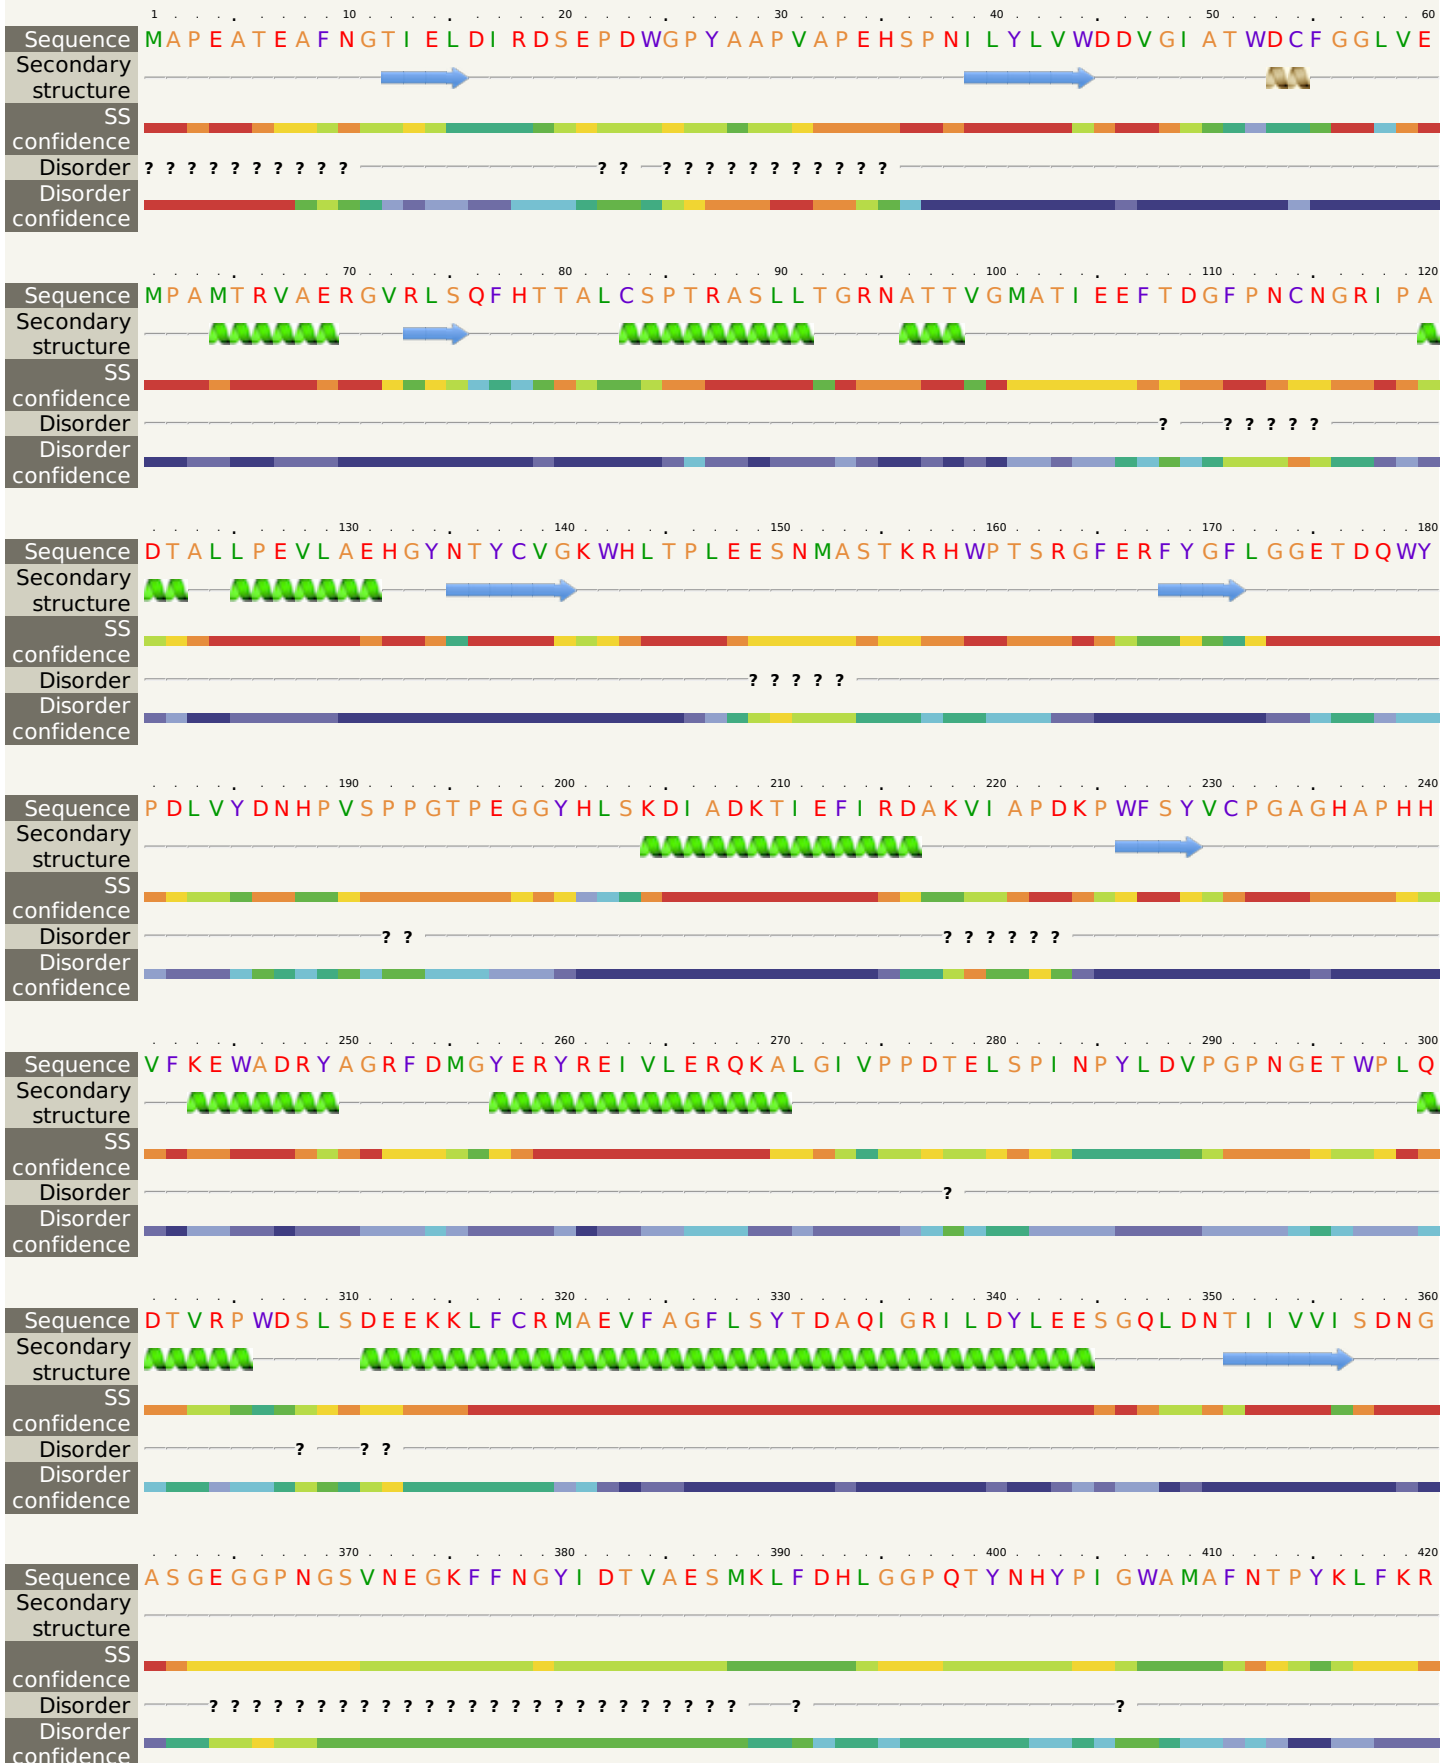 1 10 20 30 40 50 60
Sequence MAPEATEAFNGTIELDIRDSEPDWGPYAAPVAPEHSPNILYLVWDDVGIATWDCFGGLVE
Secondary
structure
SS
confidence
Disorder ? ? ? ? ? ? ? ? ? ? ? ? ? ? ? ? ? ? ? ? ? ? ?
Disorder
confidence
70 80 90 100 110 120
Sequence MPAMTRVAERGVRLSQFHTTALCSPTRASLLTGRNATTVGMATIEEFTDGFPNCNGRIPA
Secondary
structure
SS
confidence
Disorder ? ? ? ? ? ?
Disorder
confidence
130 140 150 160 170 180
Sequence DTALLPEVLAEHGYNTYCVGKWHLTPLEESNMASTKRHWPTSRGFERFYGFLGGETDQWY
Secondary
structure
SS
confidence
Disorder ? ? ? ? ?
Disorder
confidence
190 200 210 220 230 240
Sequence PDLVYDNHPVSPPGTPEGGYHLSKDIADKTIEFIRDAKVIAPDKPWFSYVCPGAGHAPHH
Secondary
structure
SS
confidence
Disorder ? ? ? ? ? ? ? ?
Disorder
confidence
250 260 270 280 290 300
Sequence VFKEWADRYAGRFDMGYERYREIVLERQKALGIVPPDTELSPINPYLDVPGPNGETWPLQ
Secondary
structure
SS
confidence
Disorder ?
Disorder
confidence
310 320 330 340 350 360
Sequence DTVRPWDSLSDEEKKLFCRMAEVFAGFLSYTDAQIGRILDYLEESGQLDNTIIVVISDNG
Secondary
structure
SS
confidence
Disorder ? ? ?
Disorder
confidence
370 380 390 400 410 420
Sequence ASGEGGPNGSVNEGKFFNGYIDTVAESMKLFDHLGGPQTYNHYPIGWAMAFNTPYKLFKR
Secondary
structure
SS
confidence
Disorder ? ? ? ? ? ? ? ? ? ? ? ? ? ? ? ? ? ? ? ? ? ? ? ? ? ? ?
Disorder
confidence